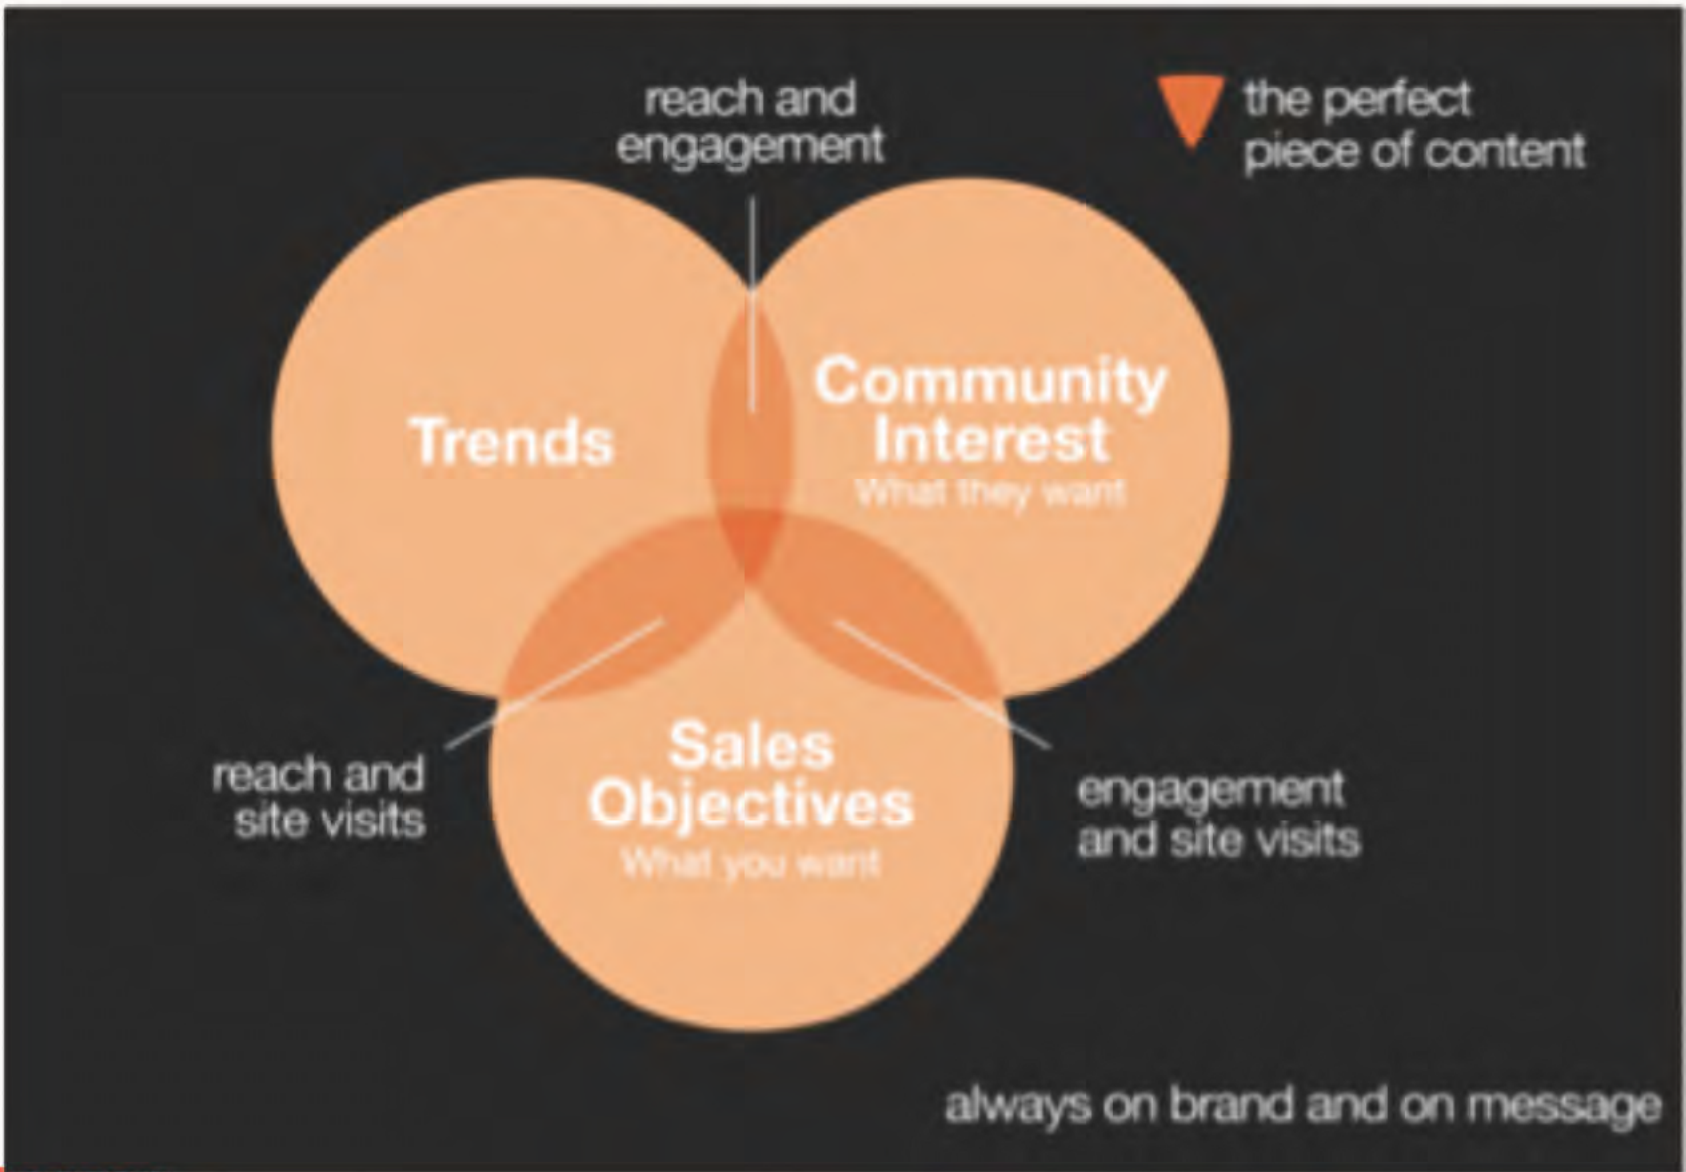 reach and
engagement
the perfect
piece of content
Trends
Community
Interest
What they want
Sales
Objectives
What you want
reach and
site visits
engagement
and site visits
always on brand and on message